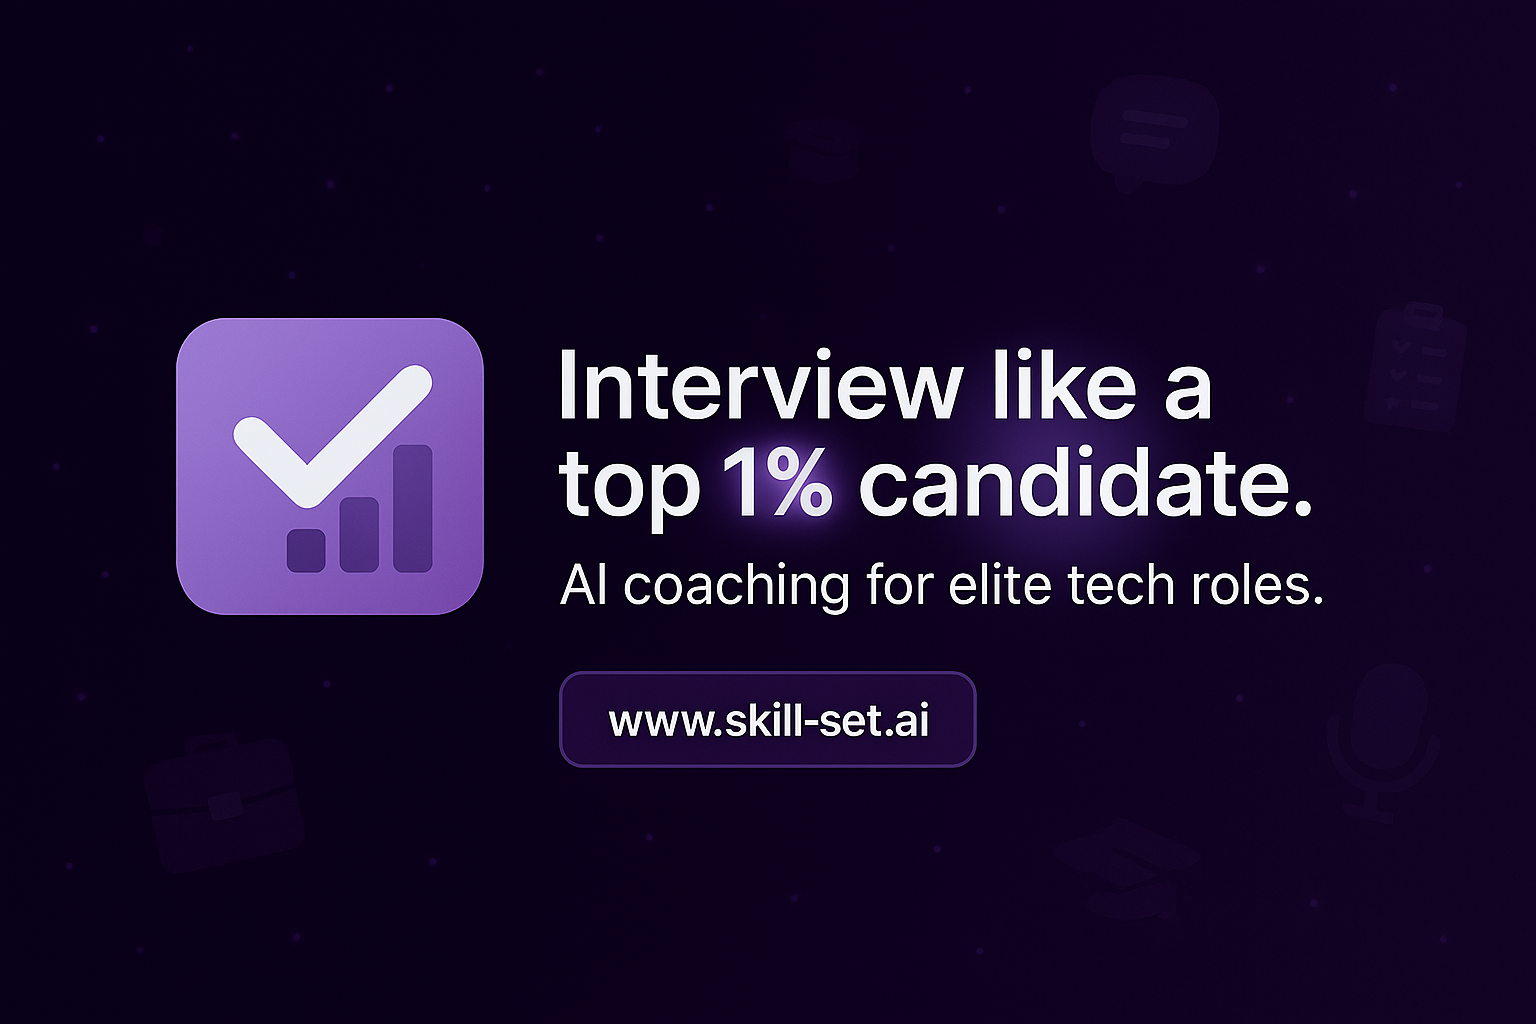 Interview like a
top 1% candidate.
AI coaching for elite tech roles.
www.skill-set.ai